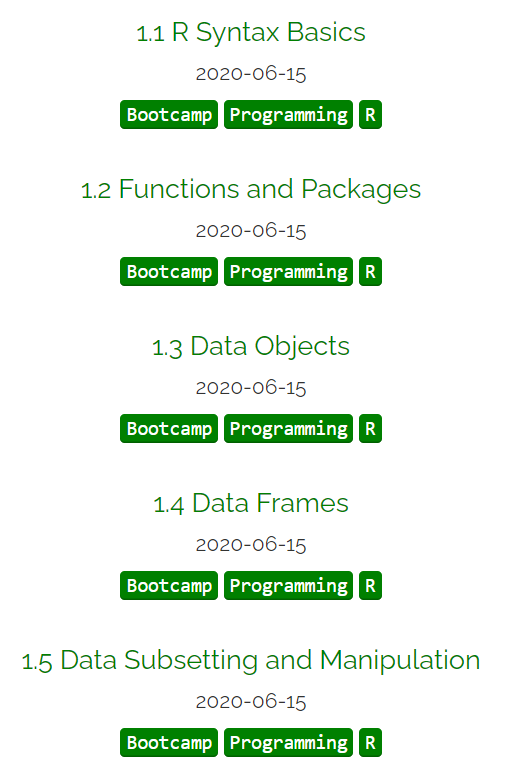 1.1 R Syntax Basics
2020-06-15
Bootcamp Programming R
1.2 Functions and Packages
2020-06-15
Bootcamp Programming R
1.3 Data Objects
2020-06-15
Bootcamp Programming R
1.4 Data Frames
2020-06-15
Bootcamp Programming R
1.5 Data Subsetting and Manipulation
2020-06-15
Bootcamp Programming R